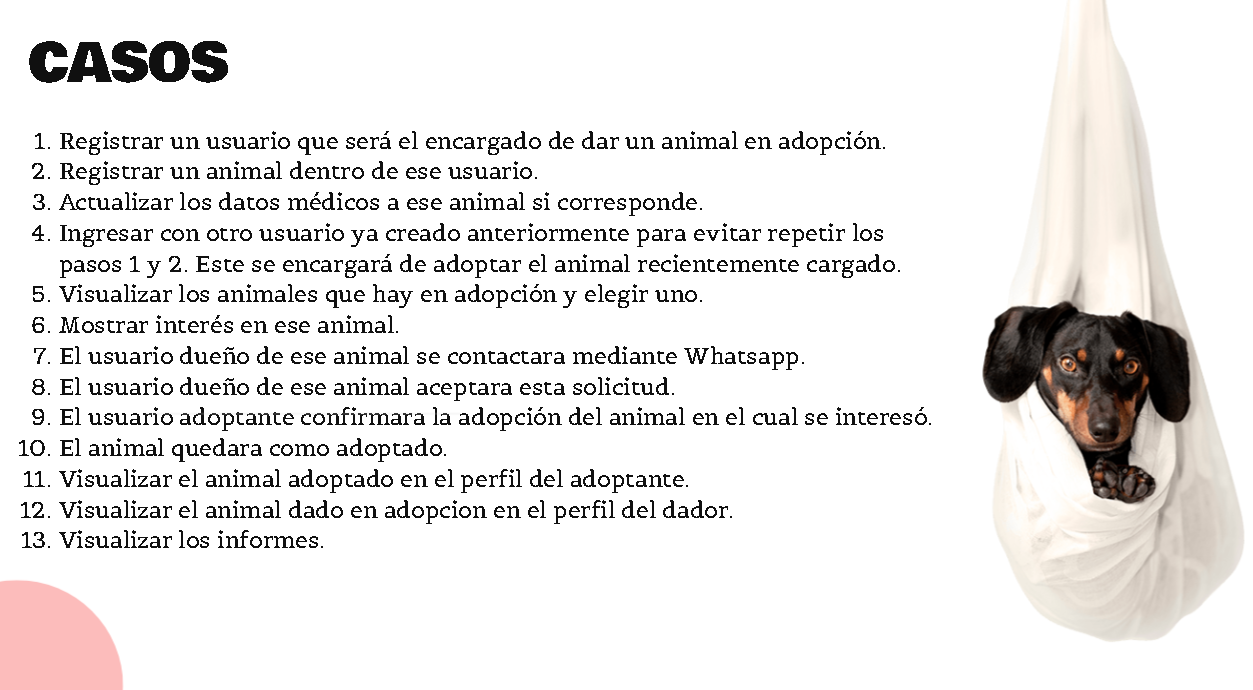 CASOS
1. Registrar un usuario que será el encargado de dar un animal en adopción.
2. Registrar un animal dentro de ese usuario.
3. Actualizar los datos médicos a ese animal si corresponde.
4. Ingresar con otro usuario ya creado anteriormente para evitar repetir los
pasos 1 y 2. Este se encargará de adoptar el animal recientemente cargado.
5. Visualizar los animales que hay en adopción y elegir uno.
6. Mostrar interés en ese animal.
7. El usuario dueño de ese animal se contactara mediante Whatsapp.
8. El usuario dueño de ese animal aceptara esta solicitud.
9. El usuario adoptante confirmara la adopción del animal en el cual se interesó.
10. El animal quedara como adoptado.
11. Visualizar el animal adoptado en el perfil del adoptante.
12. Visualizar el animal dado en adopcion en el perfil del dador.
13. Visualizar los informes.